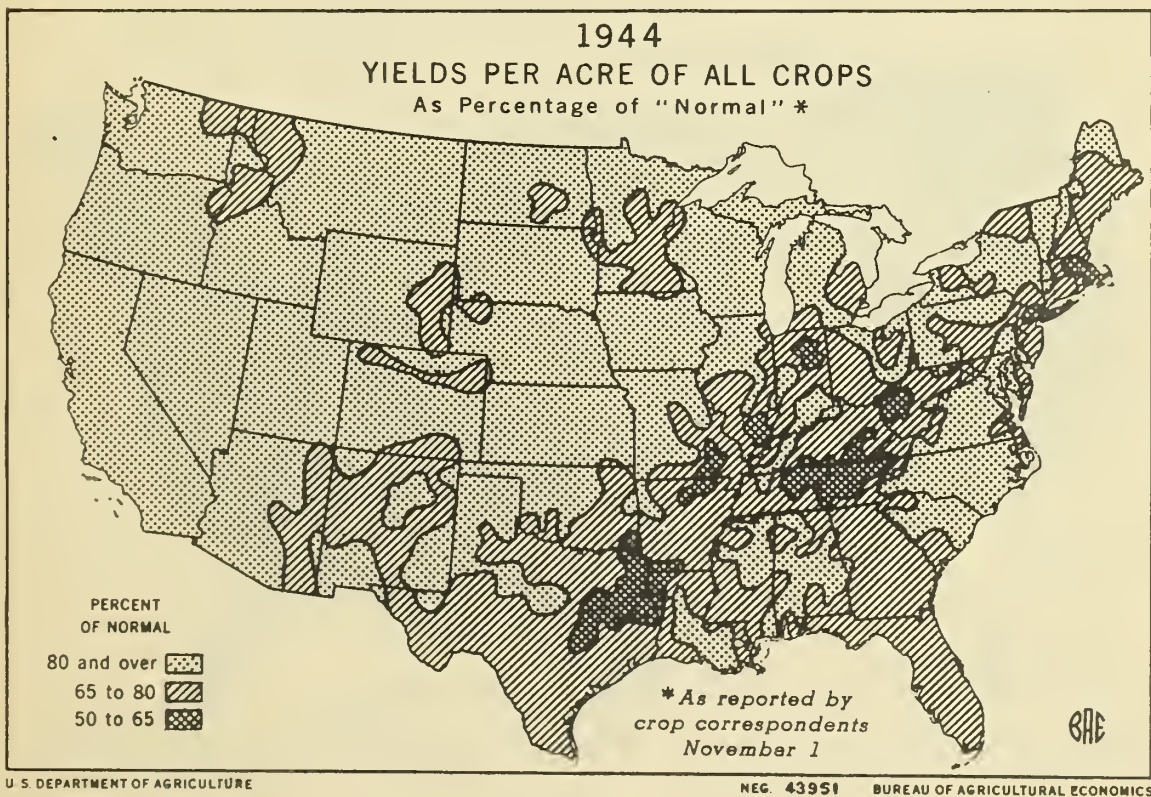 1944
YIELDS PER ACRE OF ALL CROPS
As Percentage of "Normal" *
PERCENT
OF NORMAL
80 and over
65 to 80
50 to 65
*As reported by
crop correspondents
November 1
BAE
U. S. DEPARTMENT OF AGRICULTURE
NEG. 43951 BUREAU OF AGRICULTURAL ECONOMICS